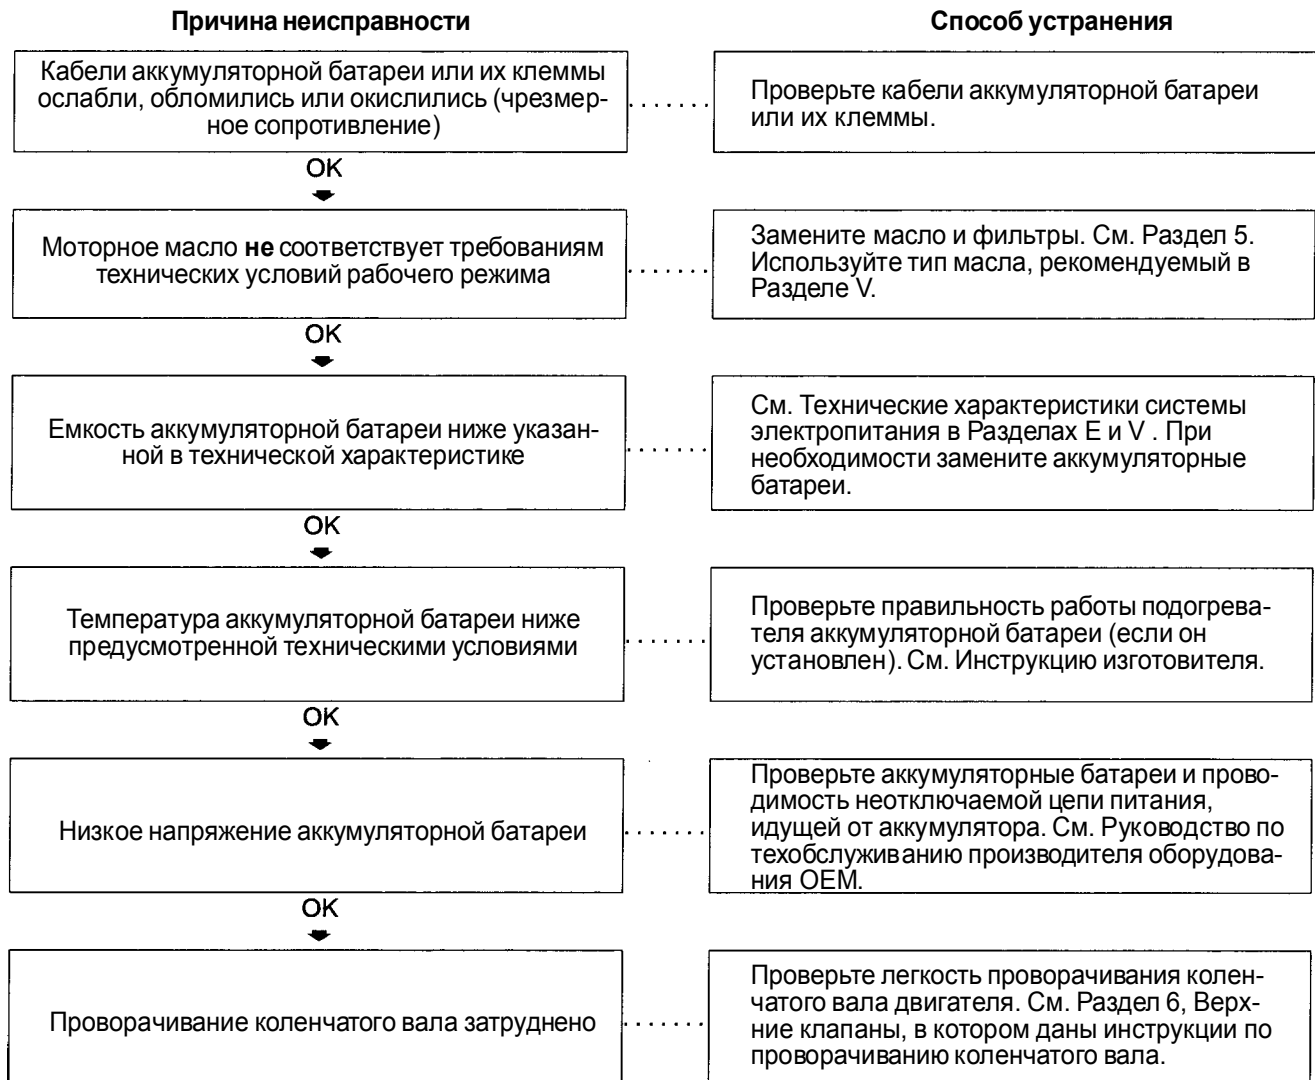 Причина неисправности
Способ устранения
Кабели аккумуляторной батареи или их клеммы
ослабли, обломились или окислились (чрезмер-
ное сопротивление)
Проверьте кабели аккумуляторной батареи
или их клеммы.
OK
Моторное масло не соответствует требованиям
технических условий рабочего режима
Замените масло и фильтры. См. Раздел 5.
Используйте тип масла, рекомендуемый в
Разделе V.
OK
Емкость аккумуляторной батареи ниже указан-
ной в технической характеристике
См. Технические характеристики системы
электропитания в Разделах E и V . При
необходимости замените аккумуляторные
батареи.
OK
Температура аккумуляторной батареи ниже
предусмотренной техническими условиями
Проверьте правильность работы подогрева-
теля аккумуляторной батареи (если он
установлен). См. Инструкцию изготовителя.
OK
Низкое напряжение аккумуляторной батареи
Проверьте аккумуляторные батареи и прово-
димость неотключаемой цепи питания,
идущей от аккумулятора. См. Руководство по
техобслуживанию производителя оборудова-
ния OEM.
OK
Проворачивание коленчатого вала затруднено
Проверьте легкость проворачивания колен-
чатого вала двигателя. См. Раздел 6, Верх-
ние клапаны, в котором даны инструкции по
проворачиванию коленчатого вала.